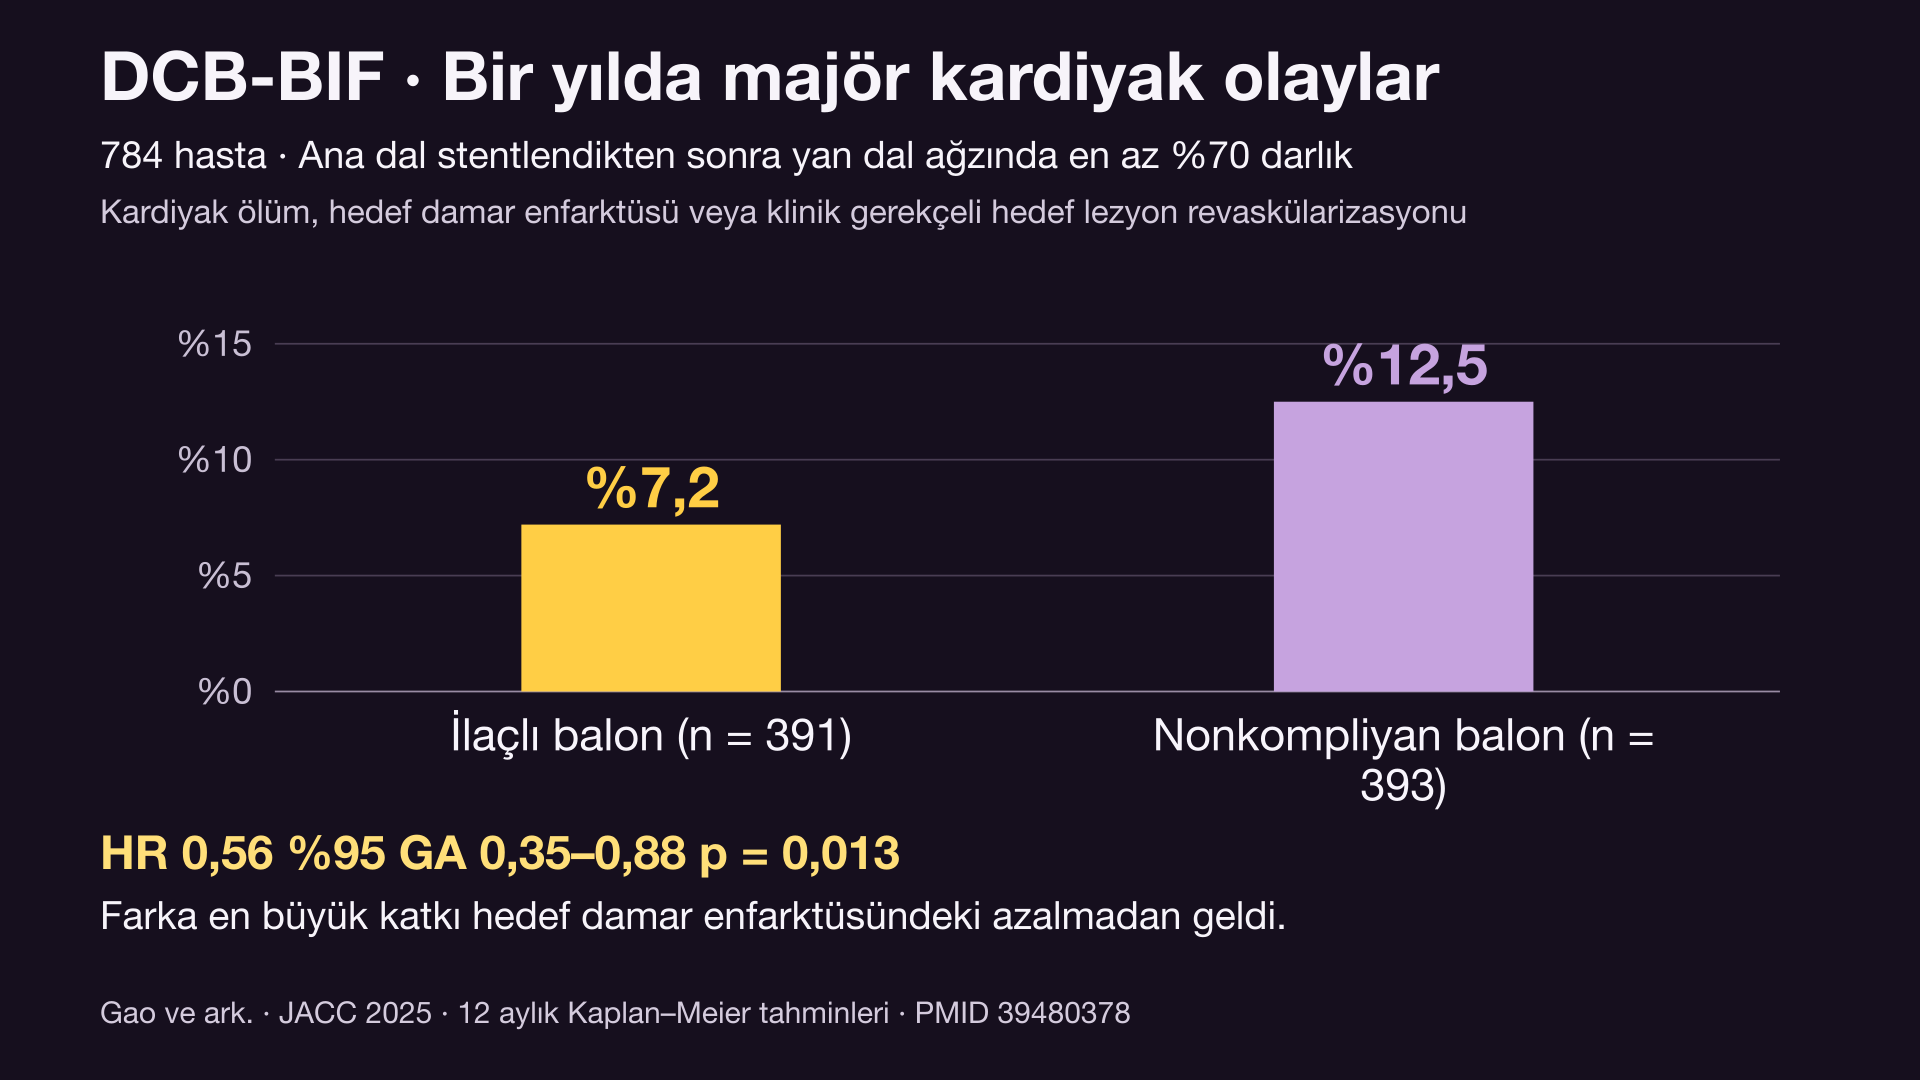 DCB-BIF · Bir yılda majör kardiyak olaylar
784 hasta · Ana dal stentlendikten sonra yan dal ağzında en az %70 darlık
Kardiyak ölüm, hedef damar enfarktüsü veya klinik gerekçeli hedef lezyon revaskülarizasyonu
%15
%12,5
%10
%7,2
%5
%0
İlaçlı balon (n = 391)
Nonkompliyan balon (n =
393)
HR 0,56 %95 GA 0,35–0,88 p = 0,013
Farka en büyük katkı hedef damar enfarktüsündeki azalmadan geldi.
Gao ve ark. · JACC 2025 · 12 aylık Kaplan–Meier tahminleri · PMID 39480378